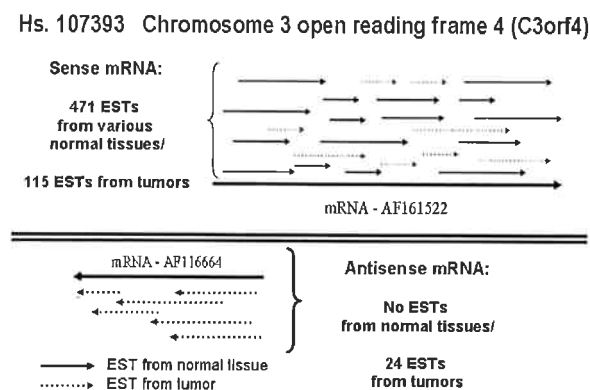 Hs. 107393 Chromosome 3 open reading frame 4 (C3orf4)
Sense mRNA:
471 ESTs
from various
normal tissues/
115 ESTs from tumors
mRNA - AF161522
mRNA - AF116664
Antisense mRNA:
No ESTs
from normal tissues/
24 ESTs
from tumors
EST from normal tissue
EST from tumor